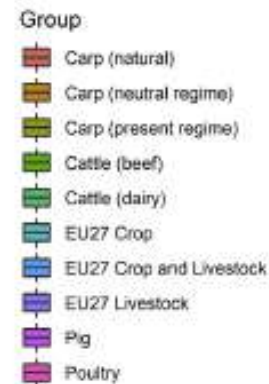 Group
Carp (natural)
Carp (neutral regime)
Carp (present regime)
Cattle (beef)
Cattle (dairy)
EU27 Crop
EU27 Crop and Livestock
EU27 Livestock
Pig
Poultry